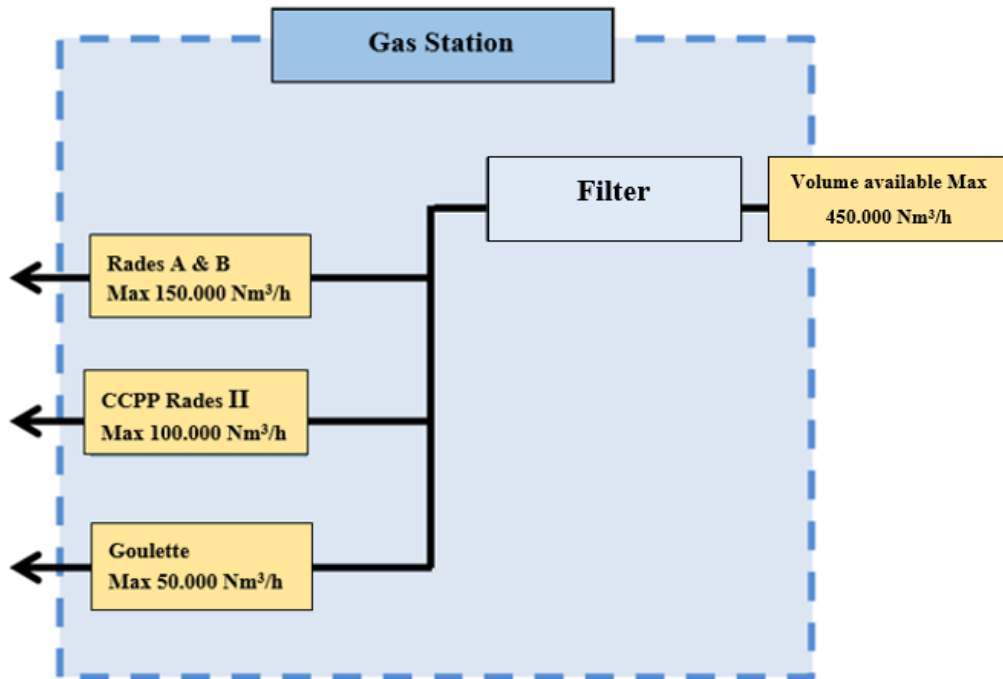 Gas Station
Filter
Volume available Max
450.000 Nm³/h
Rades A & B
Max 150.000 Nm³/h
CCPP Rades II
Max 100.000 Nm³/h
Goulette
Max 50.000 Nm³/h